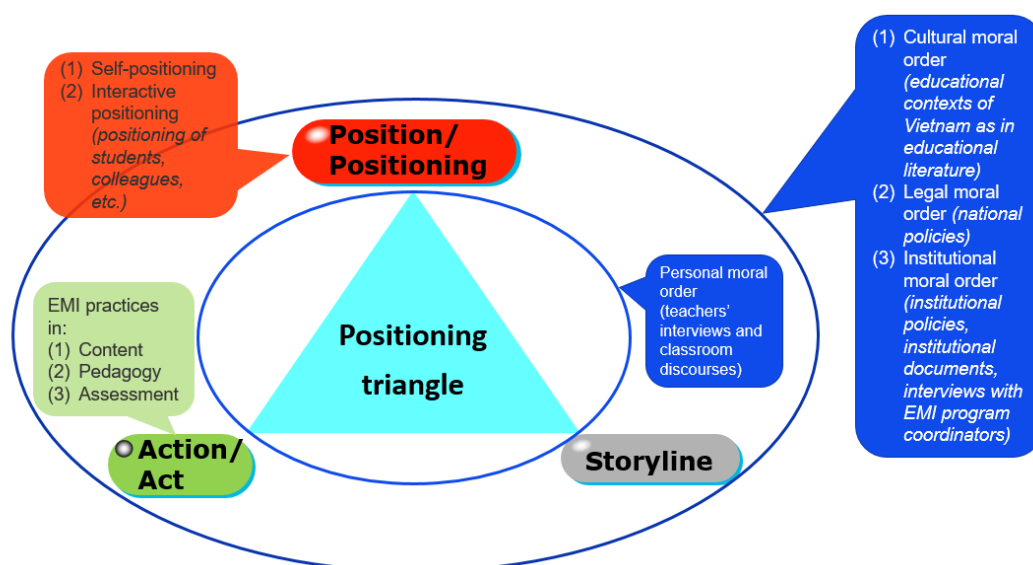 (1) Self-positioning
(2) Interactive
positioning
(positioning of
students,
colleagues,
etc.)
Position/
Positioning
(1) Cultural moral
order
(educational
contexts of
Vietnam as in
educational
literature)
(2) Legal moral
order (national
policies)
(3) Institutional
moral order
(institutional
policies,
institutional
documents,
interviews with
EMI program
coordinators)
Personal moral
order
(teachers’
interviews and
classroom
discourses)
EMI practices
in:
(1) Content
(2) Pedagogy
(3) Assessment
Positioning
triangle
Action/
Act
Storyline